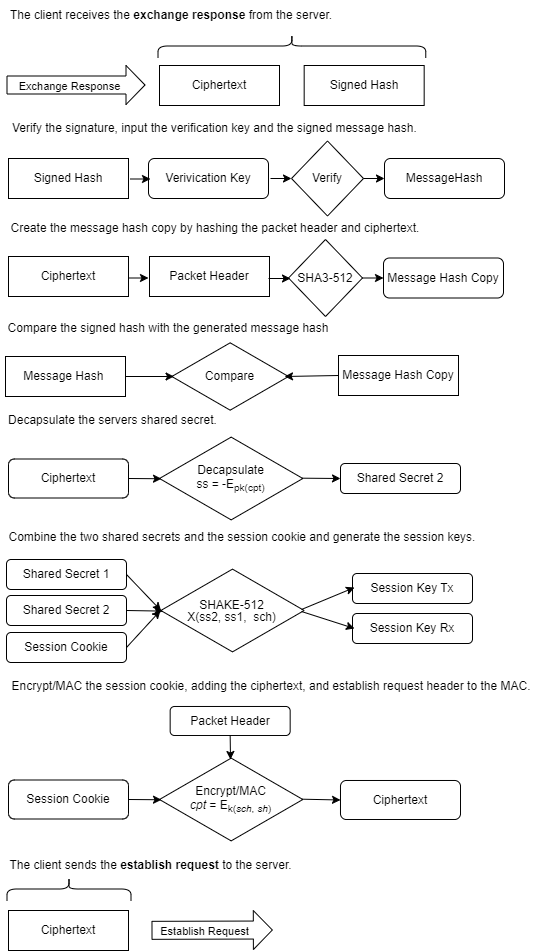 The client receives the exchange response from the server.
Exchange Response
Ciphertext
Signed Hash
Verify the signature, input the verification key and the signed message hash.
Signed Hash
Verivication Key
Verify
MessageHash
Create the message hash copy by hashing the packet header and ciphertext.
Ciphertext
Packet Header
SHA3-512
Message Hash Copy
Compare the signed hash with the generated message hash
Message Hash
Compare
Message Hash Copy
Decapsulate the servers shared secret.
Ciphertext
Decapsulate
ss = -Epk(cpt)
Shared Secret 2
Combine the two shared secrets and the session cookie and generate the session keys.
Shared Secret 1
Shared Secret 2
Session Cookie
SHAKE-512
X(ss2, ss1, sch)
Session Key Tx
Session Key Rx
Encrypt/MAC the session cookie, adding the ciphertext, and establish request header to the MAC.
Packet Header
Session Cookie
Encrypt/MAC
cpt = Ek(sch, sh)
Ciphertext
The client sends the establish request to the server.
Ciphertext
Establish Request